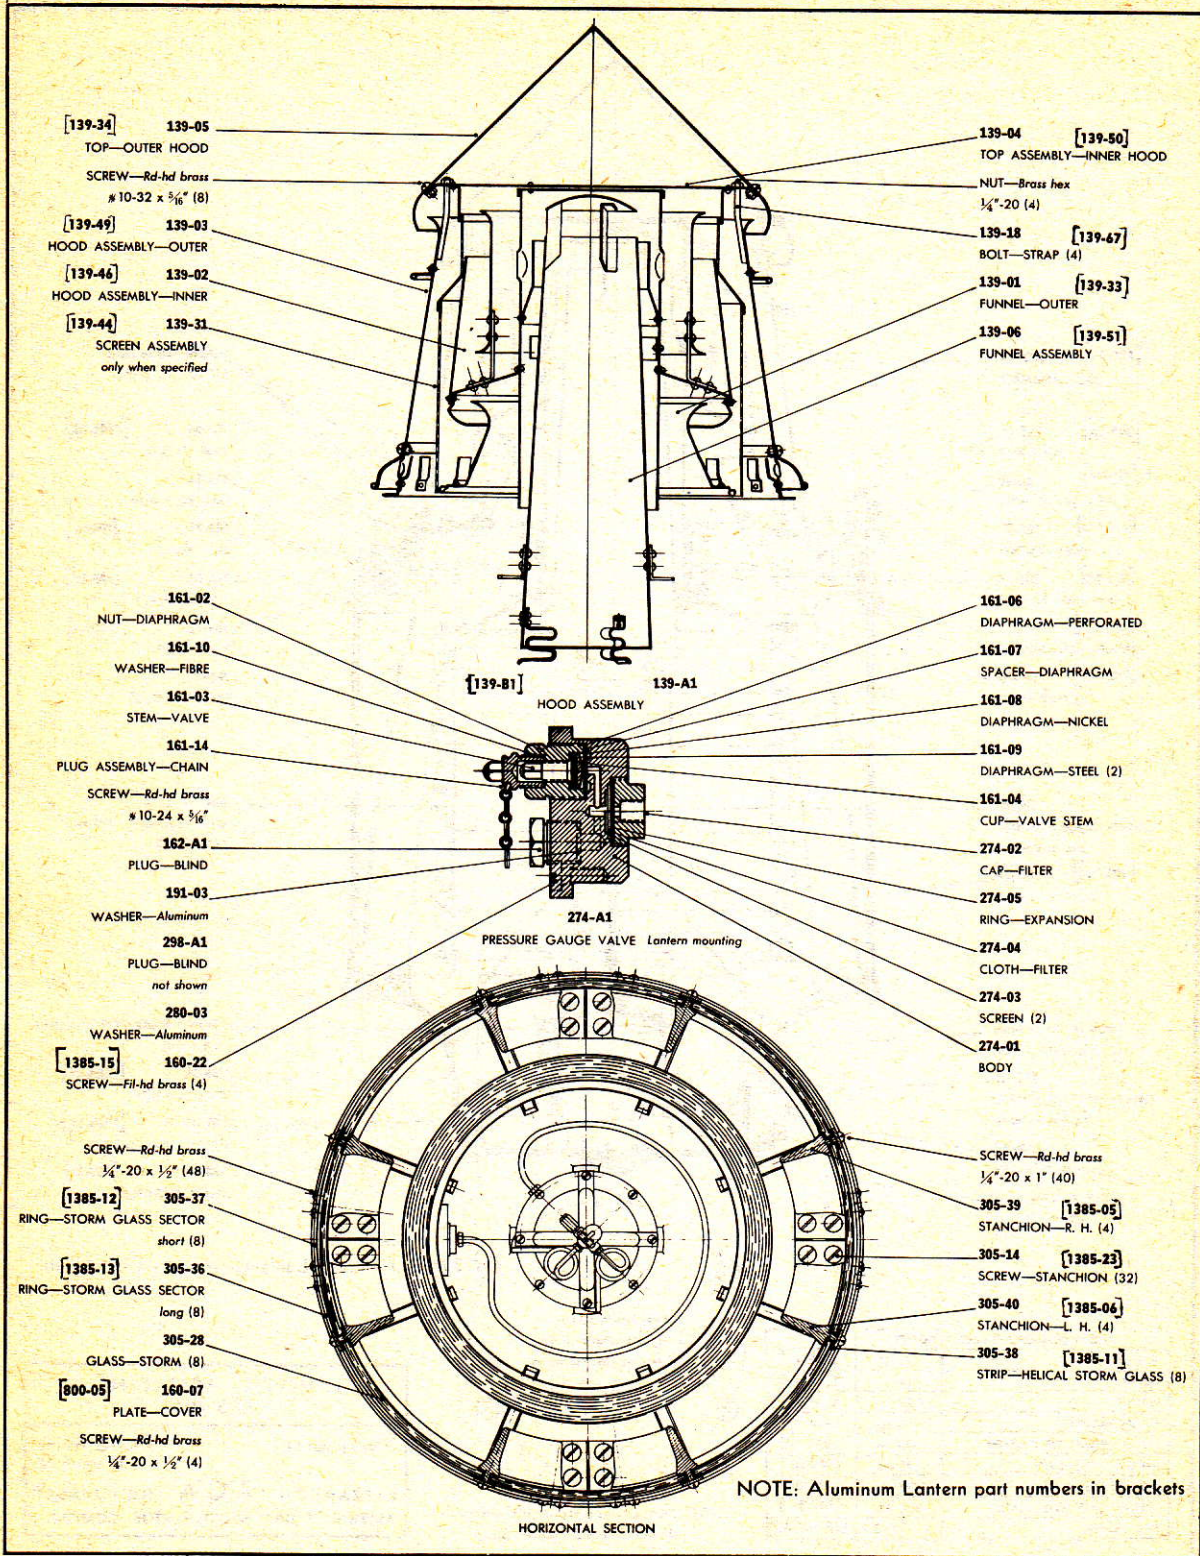 [139-34] 139-05
TOP—OUTER HOOD
SCREW—Rd-hd brass
#10-32 x 5/16" (8)
[139-49] 139-03
HOOD ASSEMBLY—OUTER
[139-46] 139-02
HOOD ASSEMBLY—INNER
[139-44] 139-31
SCREEN ASSEMBLY
only when specified
139-04 [139-50]
TOP ASSEMBLY—INNER HOOD
NUT—Brass hex
1/4"-20 (4)
139-18 [139-67]
BOLT—STRAP (4)
139-01 [139-33]
FUNNEL—OUTER
139-06 [139-51]
FUNNEL ASSEMBLY
[139-B1] 139-A1
HOOD ASSEMBLY
161-02
NUT—DIAPHRAGM
161-10
WASHER—FIBRE
161-03
STEM—VALVE
161-14
PLUG ASSEMBLY—CHAIN
SCREW—Rd-hd brass
#10-24 x 5/16"
162-A1
PLUG—BLIND
191-03
WASHER—Aluminum
298-A1
PLUG—BLIND
not shown
280-03
WASHER—Aluminum
[1385-15] 160-22
SCREW—Fil-hd brass (4)
161-06
DIAPHRAGM—PERFORATED
161-07
SPACER—DIAPHRAGM
161-08
DIAPHRAGM—NICKEL
161-09
DIAPHRAGM—STEEL (2)
161-04
CUP—VALVE STEM
274-02
CAP—FILTER
274-05
RING—EXPANSION
274-04
CLOTH—FILTER
274-03
SCREEN (2)
274-01
BODY
274-A1
PRESSURE GAUGE VALVE Lantern mounting
SCREW—Rd-hd brass
1/4"-20 x 1/2" (48)
[1385-12] 305-37
RING—STORM GLASS SECTOR
short (8)
[1385-13] 305-36
RING—STORM GLASS SECTOR
long (8)
305-28
GLASS—STORM (8)
[800-05] 160-07
PLATE—COVER
SCREW—Rd-hd brass
1/4"-20 x 1/2" (4)
SCREW—Rd-hd brass
1/4"-20 x 1" (40)
305-39 [1385-05]
STANCHION—R. H. (4)
305-14 [1385-23]
SCREW—STANCHION (32)
305-40 [1385-06]
STANCHION—L. H. (4)
305-38 [1385-11]
STRIP—HELICAL STORM GLASS (8)
NOTE: Aluminum Lantern part numbers in brackets
HORIZONTAL SECTION